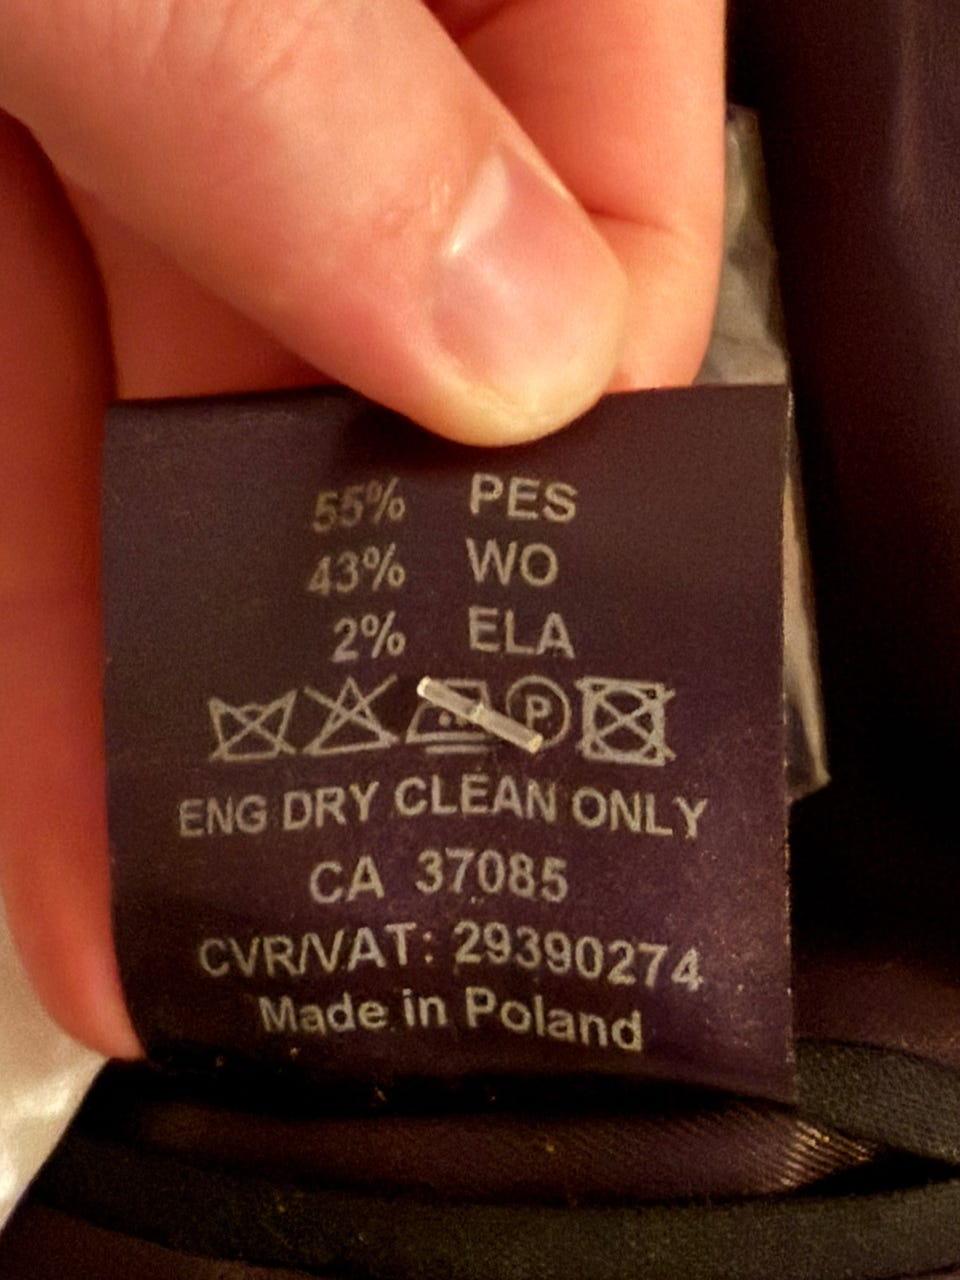 55% PES
43% WO
2% ELA
P
ENG DRY CLEAN ONLY
CA 37085
CVR/VAT: 29390274
Made in Poland